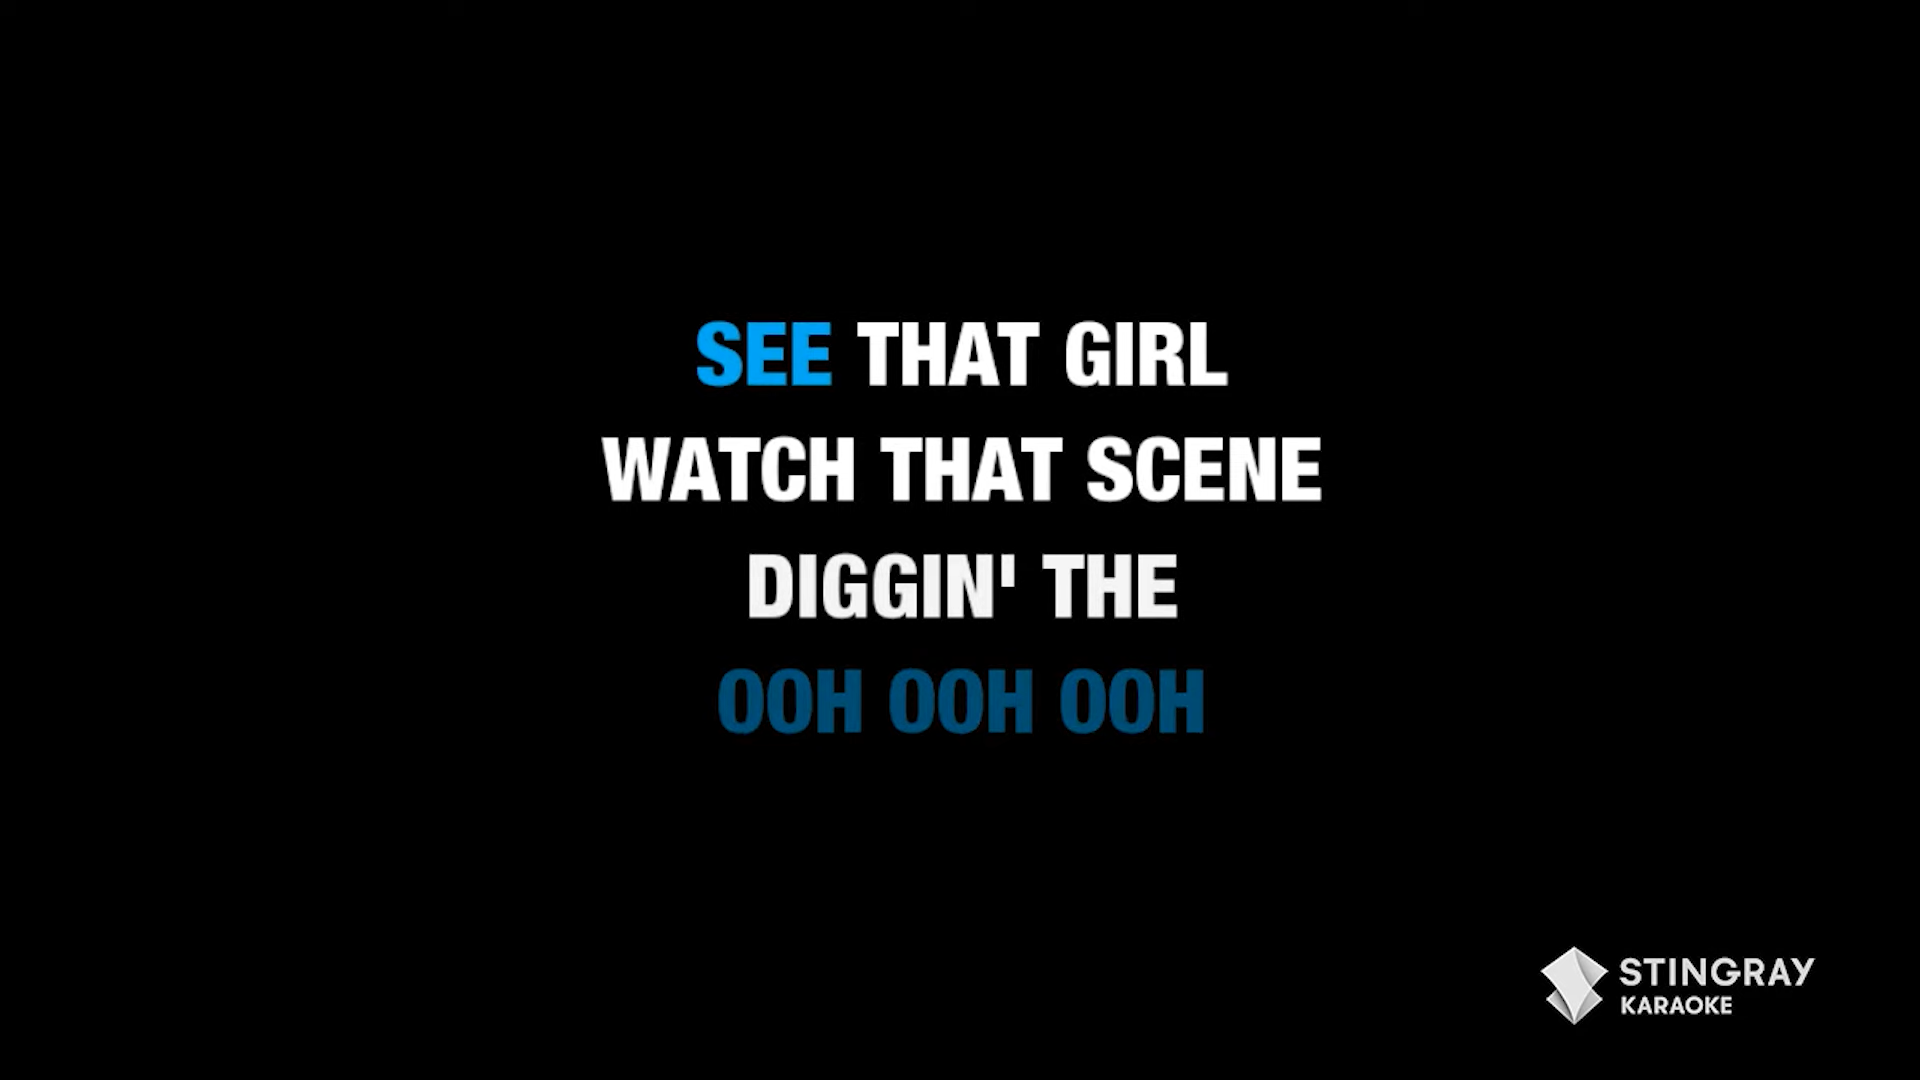 SEE THAT GIRL
WATCH THAT SCENE
DIGGIN' THE
OOH OOH OOH
STINGRAY
KARAOKE